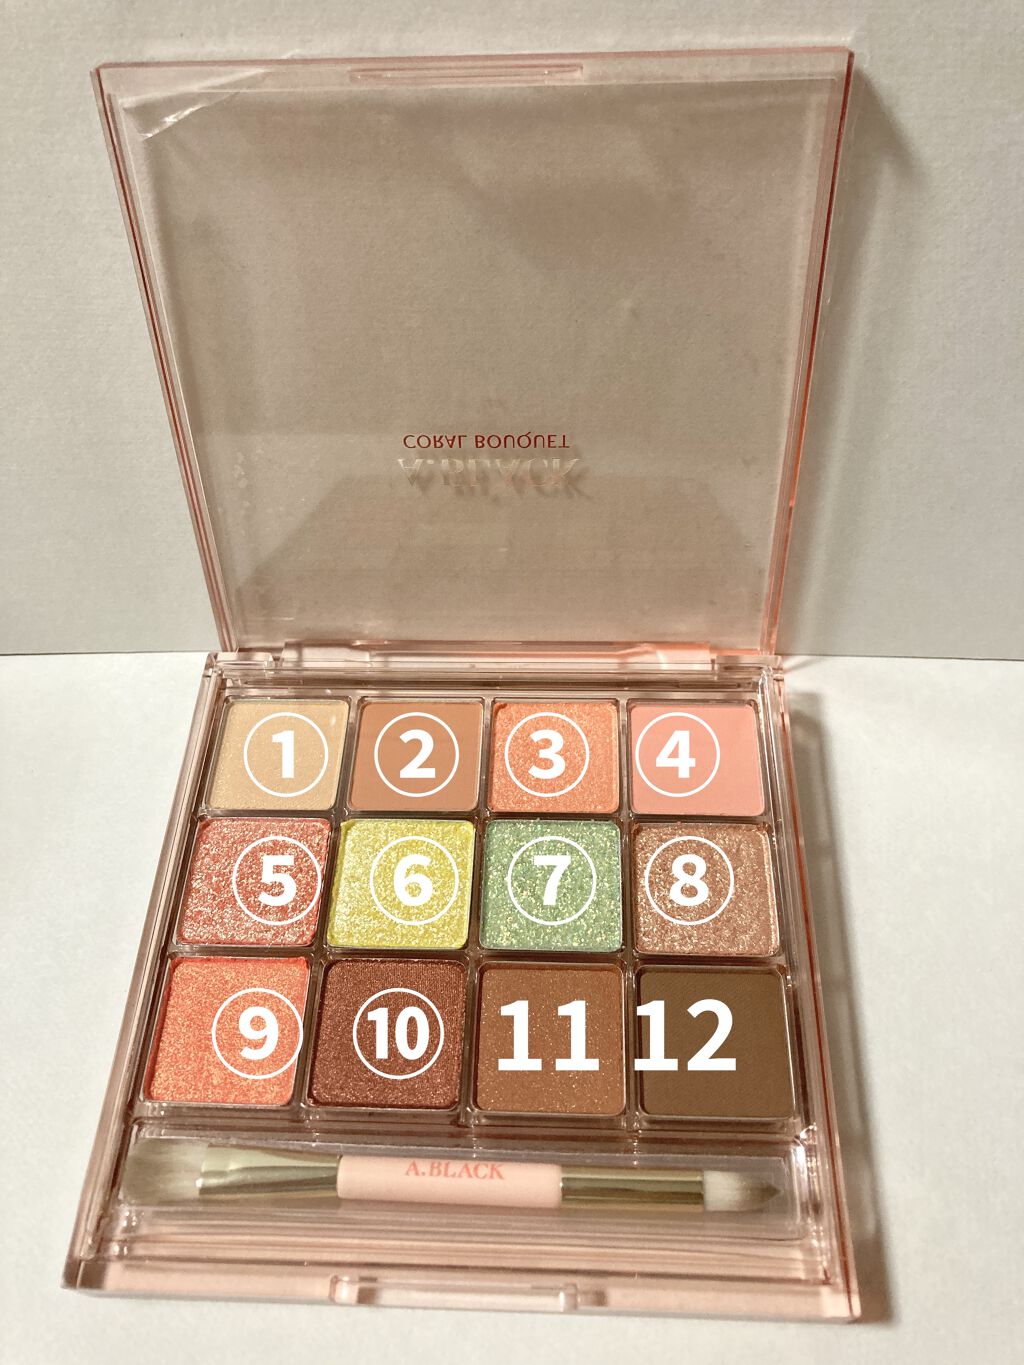 CORAL BOUQUET
A.BLACK
① ② ③ ④
⑤ ⑥ ⑦ ⑧
⑨ ⑩ 11 12
A.BLACK